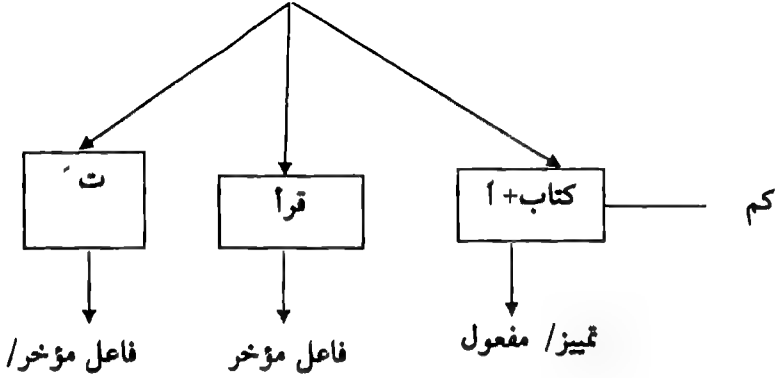 كم
كتاب+ أ
قرأ
تَ
تمييز/ مفعول
فاعل مؤخر
فاعل مؤخر/